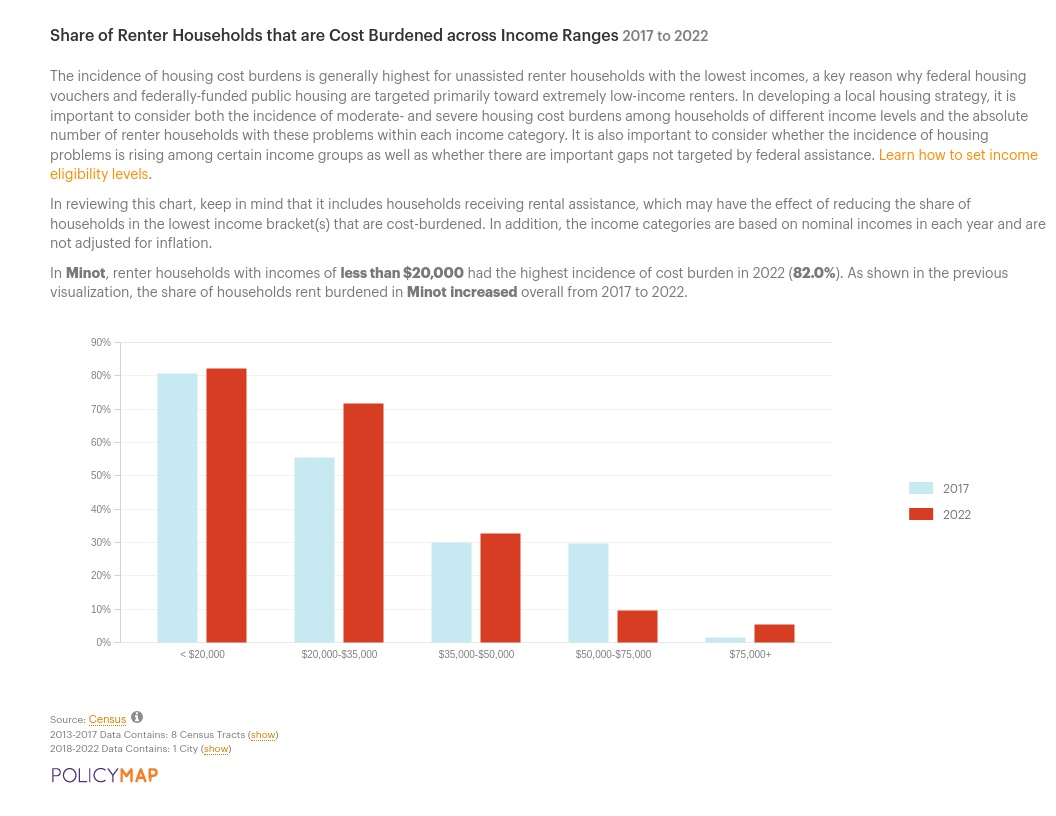 Share of Renter Households that are Cost Burdened across Income Ranges 2017 to 2022
The incidence of housing cost burdens is generally highest for unassisted renter households with the lowest incomes, a key reason why federal housing
vouchers and federally-funded public housing are targeted primarily toward extremely low-income renters. In developing a local housing strategy, it is
important to consider both the incidence of moderate- and severe housing cost burdens among households of different income levels and the absolute
number of renter households with these problems within each income category. It is also important to consider whether the incidence of housing
problems is rising among certain income groups as well as whether there are important gaps not targeted by federal assistance. Learn how to set income
eligibility levels.
In reviewing this chart, keep in mind that it includes households receiving rental assistance, which may have the effect of reducing the share of
households in the lowest income bracket(s) that are cost-burdened. In addition, the income categories are based on nominal incomes in each year and are
not adjusted for inflation.
In Minot, renter households with incomes of less than $20,000 had the highest incidence of cost burden in 2022 (82.0%). As shown in the previous
visualization, the share of households rent burdened in Minot increased overall from 2017 to 2022.
90%
80%
70%
60%
50%
40%
30%
20%
10%
0%
< $20,000
$20,000-$35,000
$35,000-$50,000
$50,000-$75,000
$75,000+
2017
2022
Source: Census
2013-2017 Data Contains: 8 Census Tracts (show)
2018-2022 Data Contains: 1 City (show)
POLICYMAP